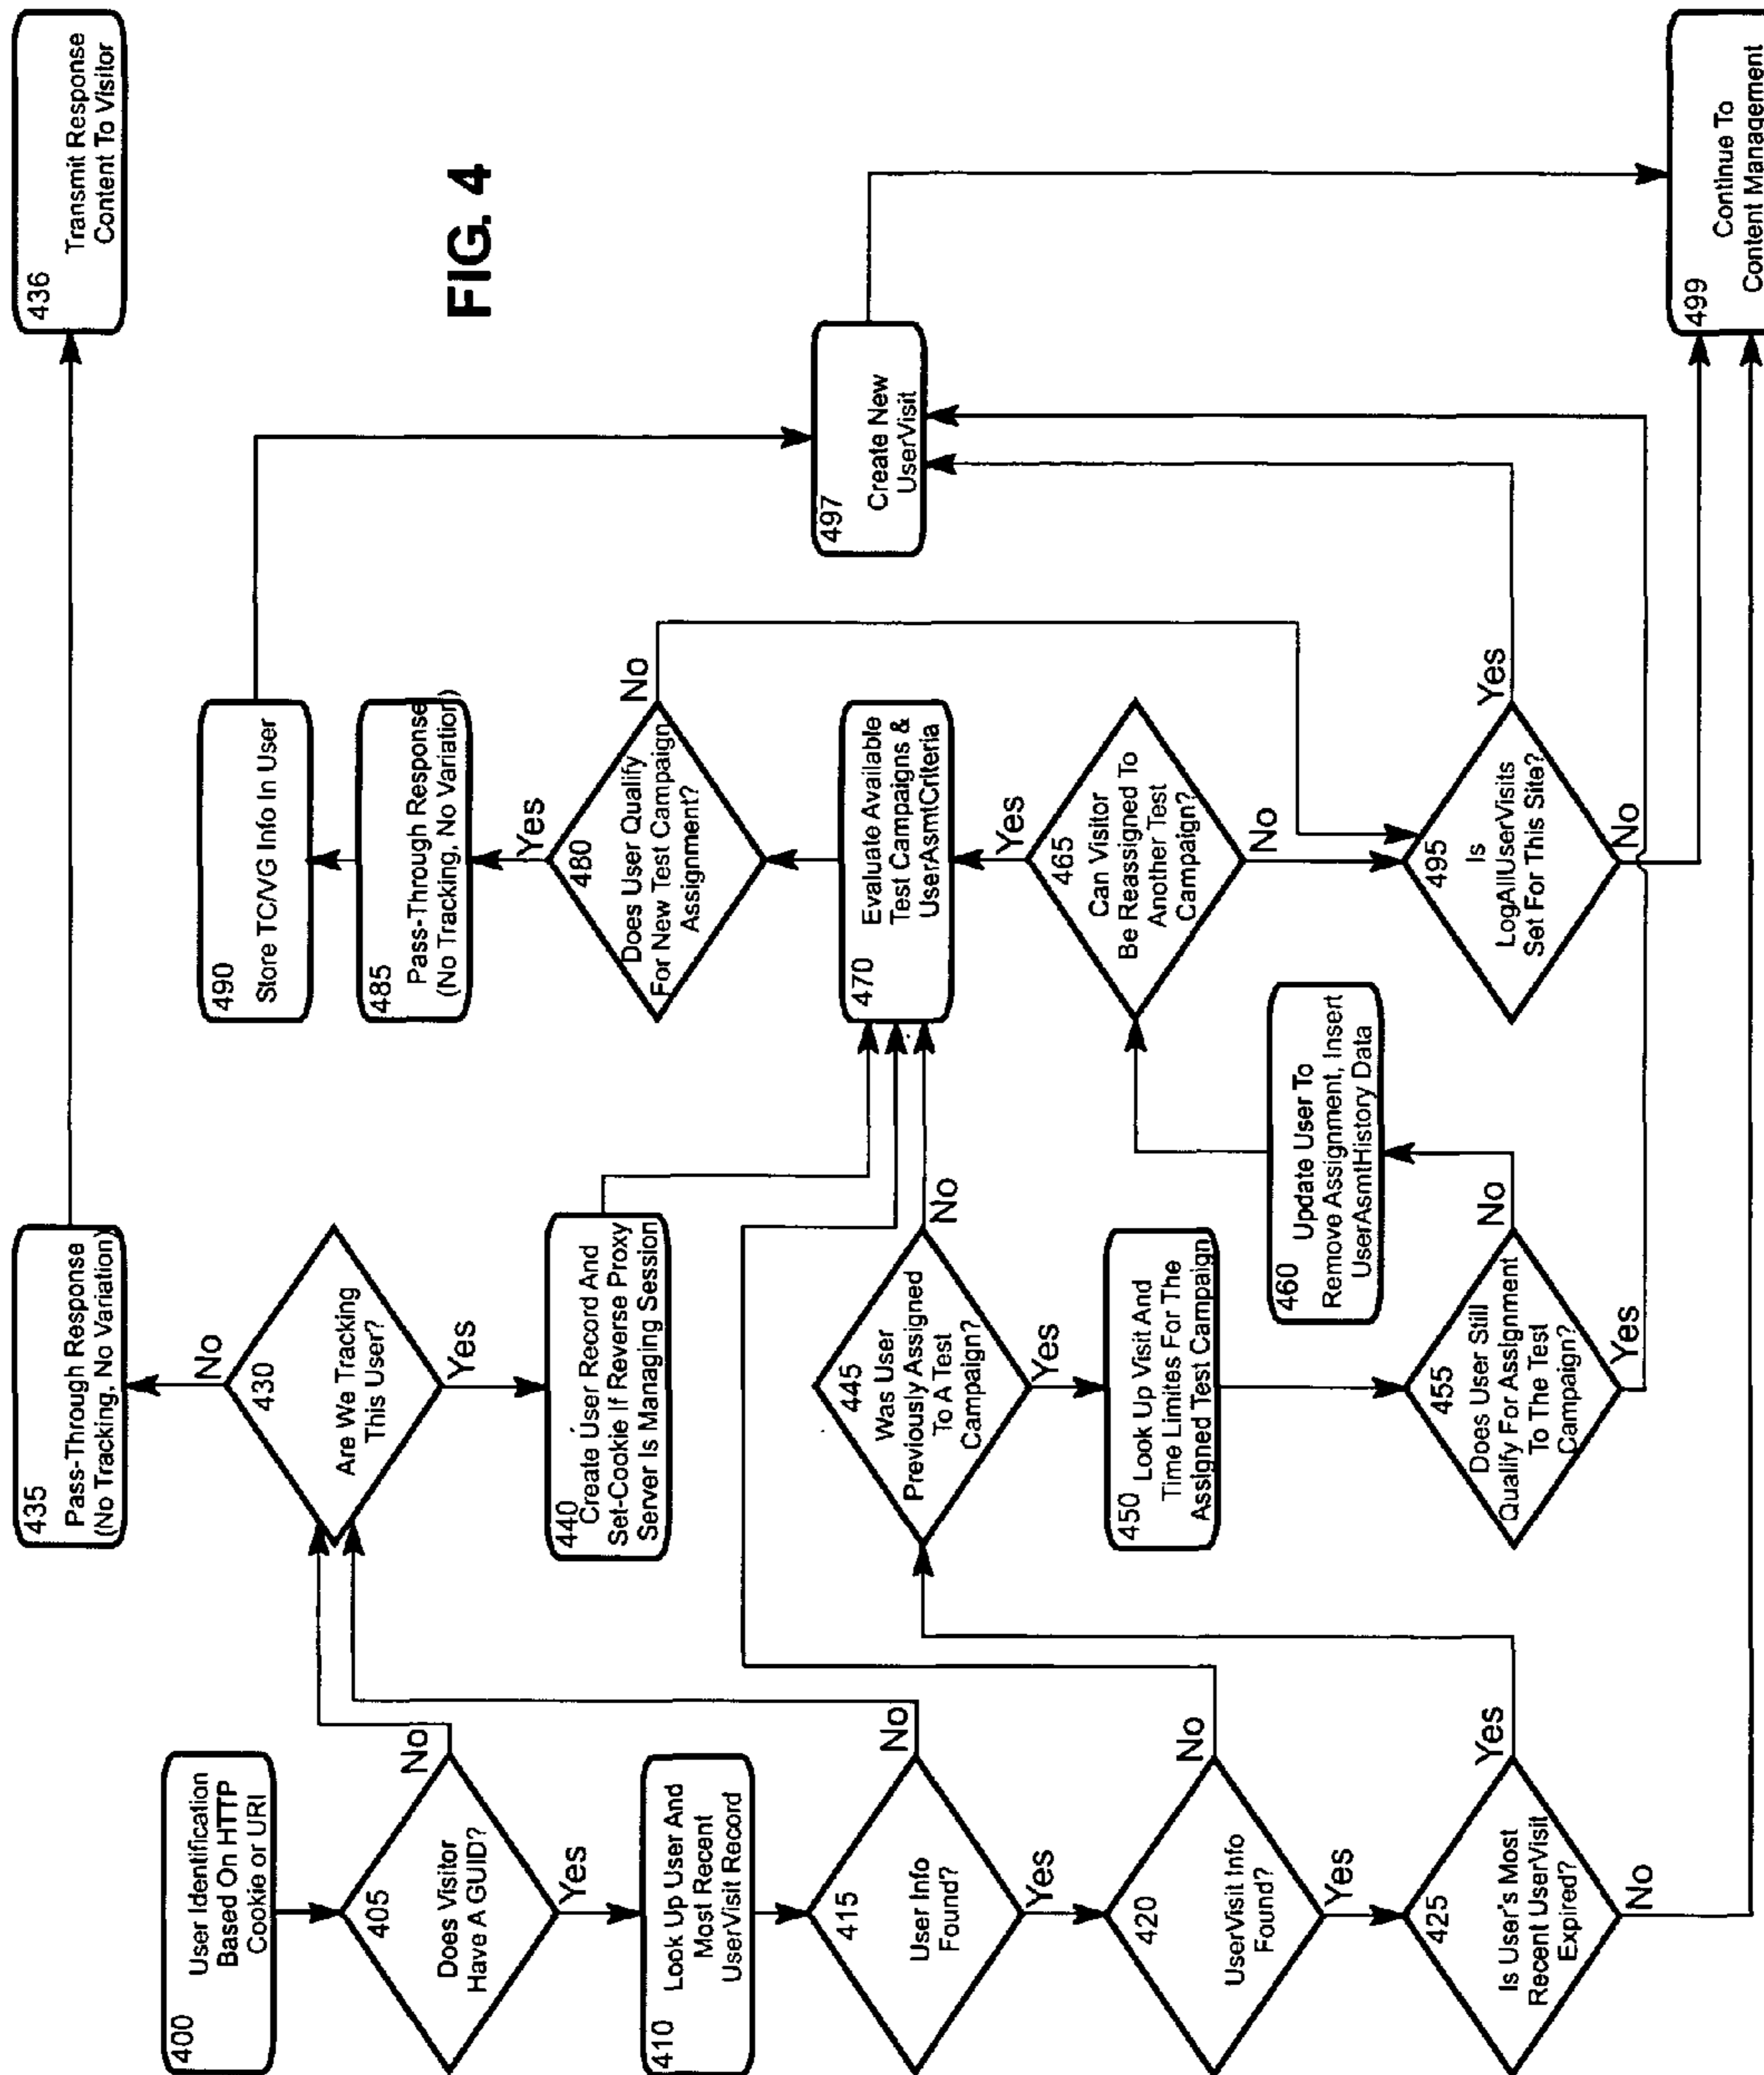 400
User Identification
Based On HTTP
Cookie or URI
405
Does Visitor
Have A GUID?
No
Yes
410
Look Up User And
Most Recent
UserVisit Record
415
User Info
Found?
No
Yes
420
UserVisit Info
Found?
No
Yes
425
Is User's Most
Recent UserVisit
Expired?
Yes
No
435
Pass-Through Response
(No Tracking, No Variation)
No
430
Are We Tracking
This User?
Yes
440
Create User Record And
Set-Cookie If Reverse Proxy
Server Is Managing Session
445
Was User
Previously Assigned
To A Test
Campaign?
No
Yes
450
Look Up Visit And
Time Limites For The
Assigned Test Campaign
455
Does User Still
Qualify For Assignment
To The Test
Campaign?
No
Yes
460
Update User To
Remove Assignment, Insert
UserAsmtHistory Data
490
Store TC/VG Info In User
485
Pass-Through Response
(No Tracking, No Variation)
Yes
480
Does User Qualify
For New Test Campaign
Assignment?
No
470
Evaluate Available
Test Campaigns &
UserAsmCriteria
Yes
465
Can Visitor
Be Reassigned To
Another Test
Campaign?
No
495
Is
LogAllUserVisits
Set For This Site?
Yes
No
497
Create New
UserVisit
FIG. 4
436
Transmit Response
Content To Visitor
499
Continue To
Content Management